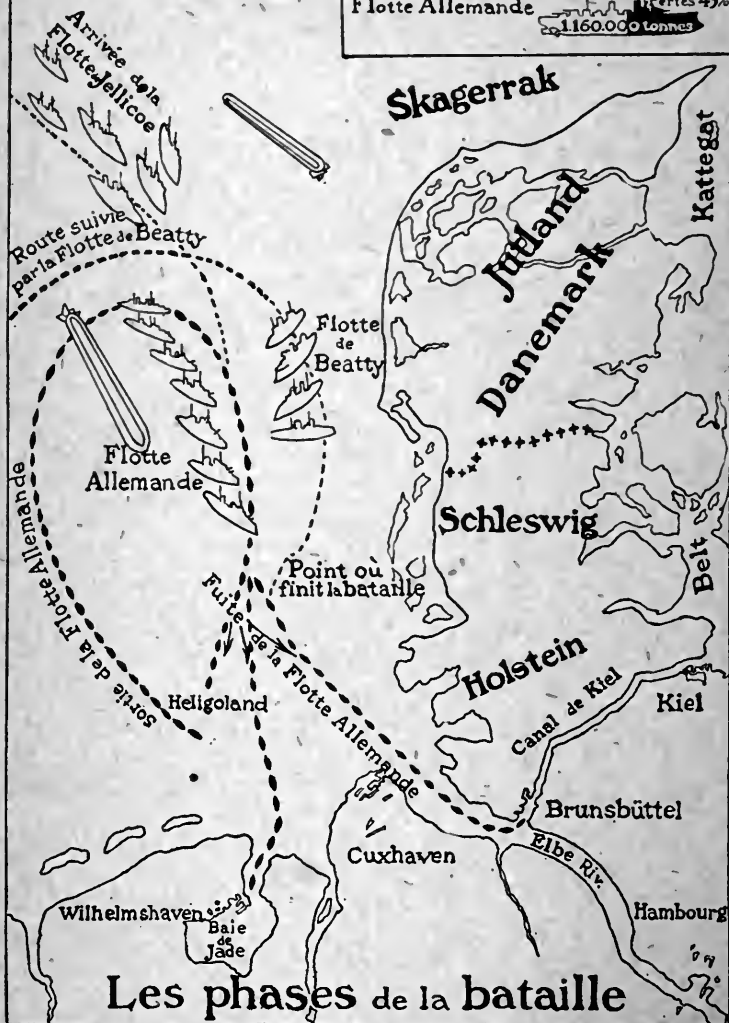 Flotte Allemande
Pertes 43%
1.160.000 tonnes
Arrivée de la
Flotte Jellicoe
Skagerrak
Kattegat
Route suivie
par la Flotte de Beatty
Jutland
Danemark
Flotte
de
Beatty
Flotte
Allemande
Sortie de la Flotte Allemande
Schleswig
Belt
Point où
finit la bataille
Fuite de la Flotte Allemande
Heligoland
Holstein
Canal de Kiel
Kiel
Brunsbüttel
Cuxhaven
Elbe Riv.
Wilhelmshaven
Baie
de
Jade
Hambourg
Les phases de la bataille